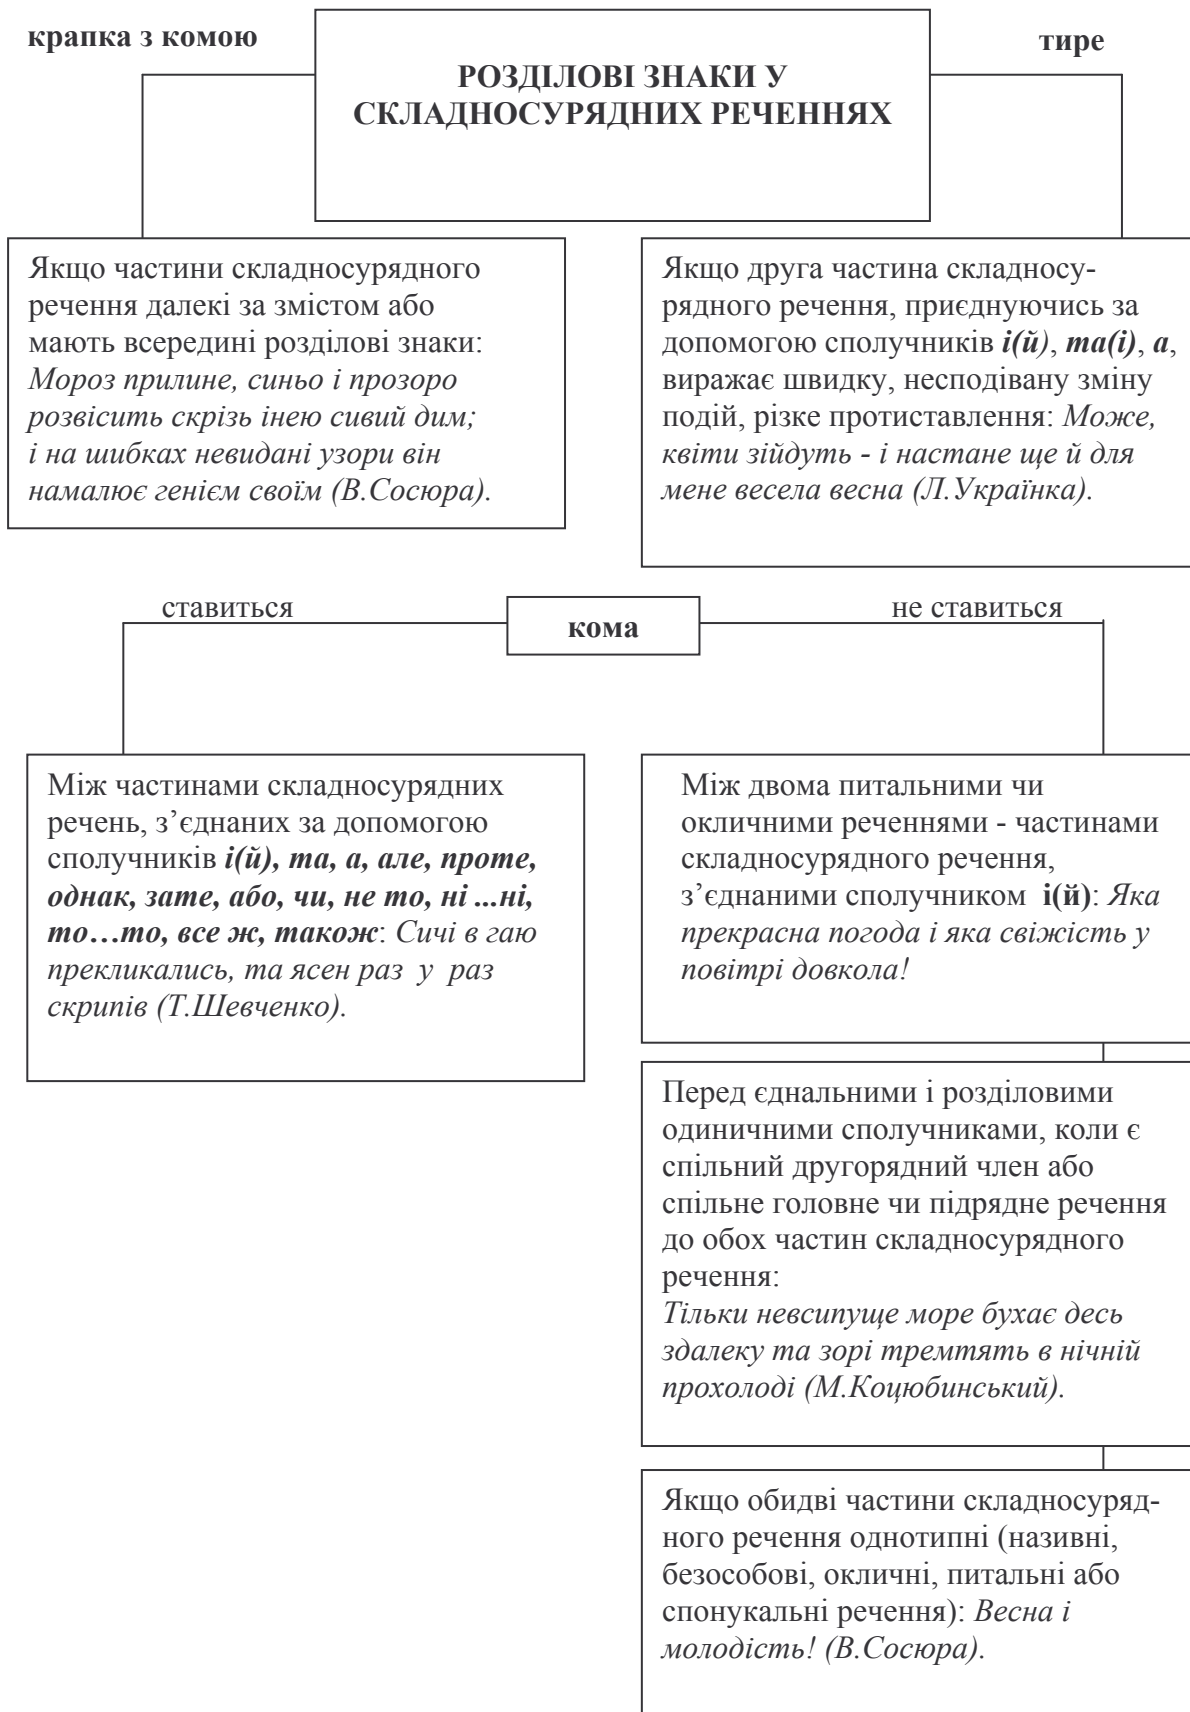 крапка з комою
РОЗДІЛОВІ ЗНАКИ У
СКЛАДНОСУРЯДНИХ РЕЧЕННЯХ
тире
Якщо частини складносурядного
речення далекі за змістом або
мають всередині розділові знаки:
Мороз прилине, синьо і прозоро
розвісить скрізь інею сивий дим;
і на шибках невидані узори він
намалює генієм своїм (В.Сосюра).
Якщо друга частина складносу-
рядного речення, приєднуючись за
допомогою сполучників і(й), та(і), а,
виражає швидку, несподівану зміну
подій, різке протиставлення: Може,
квіти зійдуть - і настане ще й для
мене весела весна (Л.Українка).
ставиться
кома
не ставиться
Між частинами складносурядних
речень, з’єднаних за допомогою
сполучників і(й), та, а, але, проте,
однак, зате, або, чи, не то, ні ...ні,
то…то, все ж, також: Сичі в гаю
прекликались, та ясен раз у раз
скрипів (Т.Шевченко).
Між двома питальними чи
окличними реченнями - частинами
складносурядного речення,
з’єднаними сполучником і(й): Яка
прекрасна погода і яка свіжість у
повітрі довкола!
Перед єднальними і розділовими
одиничними сполучниками, коли є
спільний другорядний член або
спільне головне чи підрядне речення
до обох частин складносурядного
речення:
Тільки невсипуще море бухає десь
здалеку та зорі тремтять в нічній
прохолоді (М.Коцюбинський).
Якщо обидві частини складносуряд-
ного речення однотипні (називні,
безособові, окличні, питальні або
спонукальні речення): Весна і
молодість! (В.Сосюра).